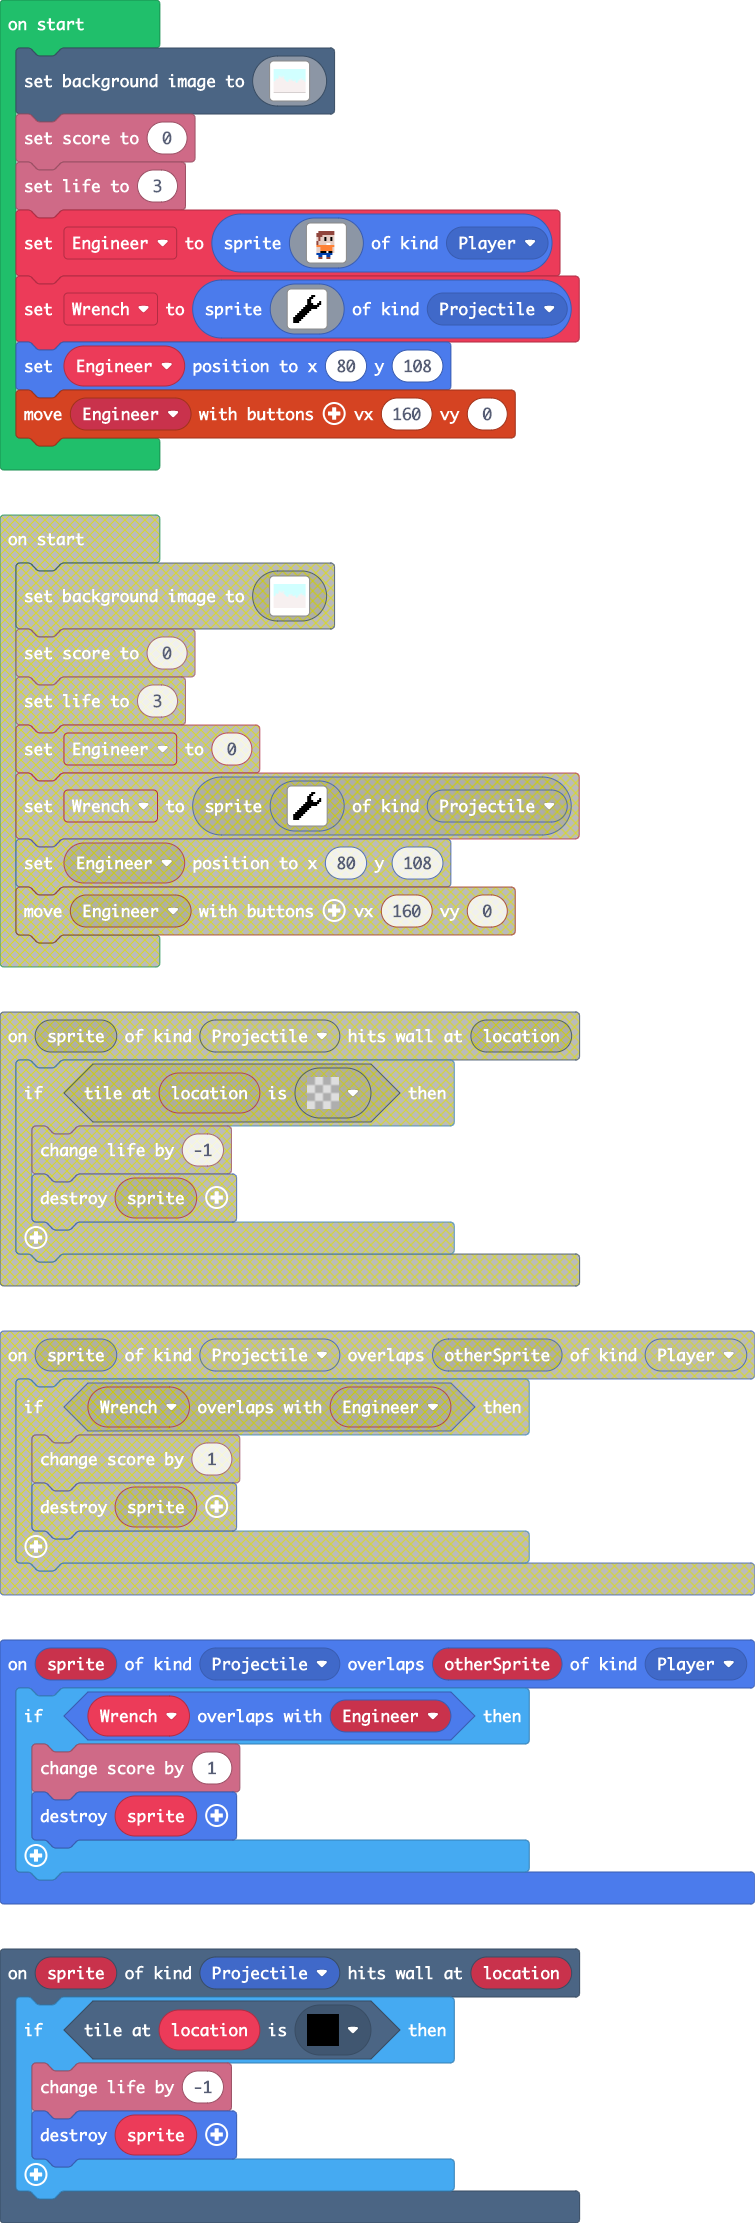 on start
set background image to
set score to 0
set life to 3
set Engineer to sprite of kind Player
set Wrench to sprite of kind Projectile
set Engineer position to x 80 y 108
move Engineer with buttons vx 160 vy 0
on start
set background image to
set score to 0
set life to 3
set Engineer to 0
set Wrench to sprite of kind Projectile
set Engineer position to x 80 y 108
move Engineer with buttons vx 160 vy 0
on sprite of kind Projectile hits wall at location
if tile at location is then
change life by -1
destroy sprite
on sprite of kind Projectile overlaps otherSprite of kind Player
if Wrench overlaps with Engineer then
change score by 1
destroy sprite
on sprite of kind Projectile overlaps otherSprite of kind Player
if Wrench overlaps with Engineer then
change score by 1
destroy sprite
on sprite of kind Projectile hits wall at location
if tile at location is then
change life by -1
destroy sprite